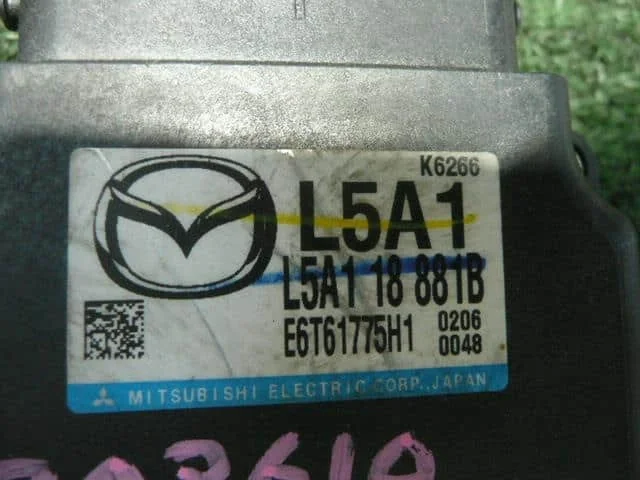 K6266
L5A1
L5A1 18 881B
E6T61775H1 0206
0048
MITSUBISHI ELECTRIC CORP., JAPAN